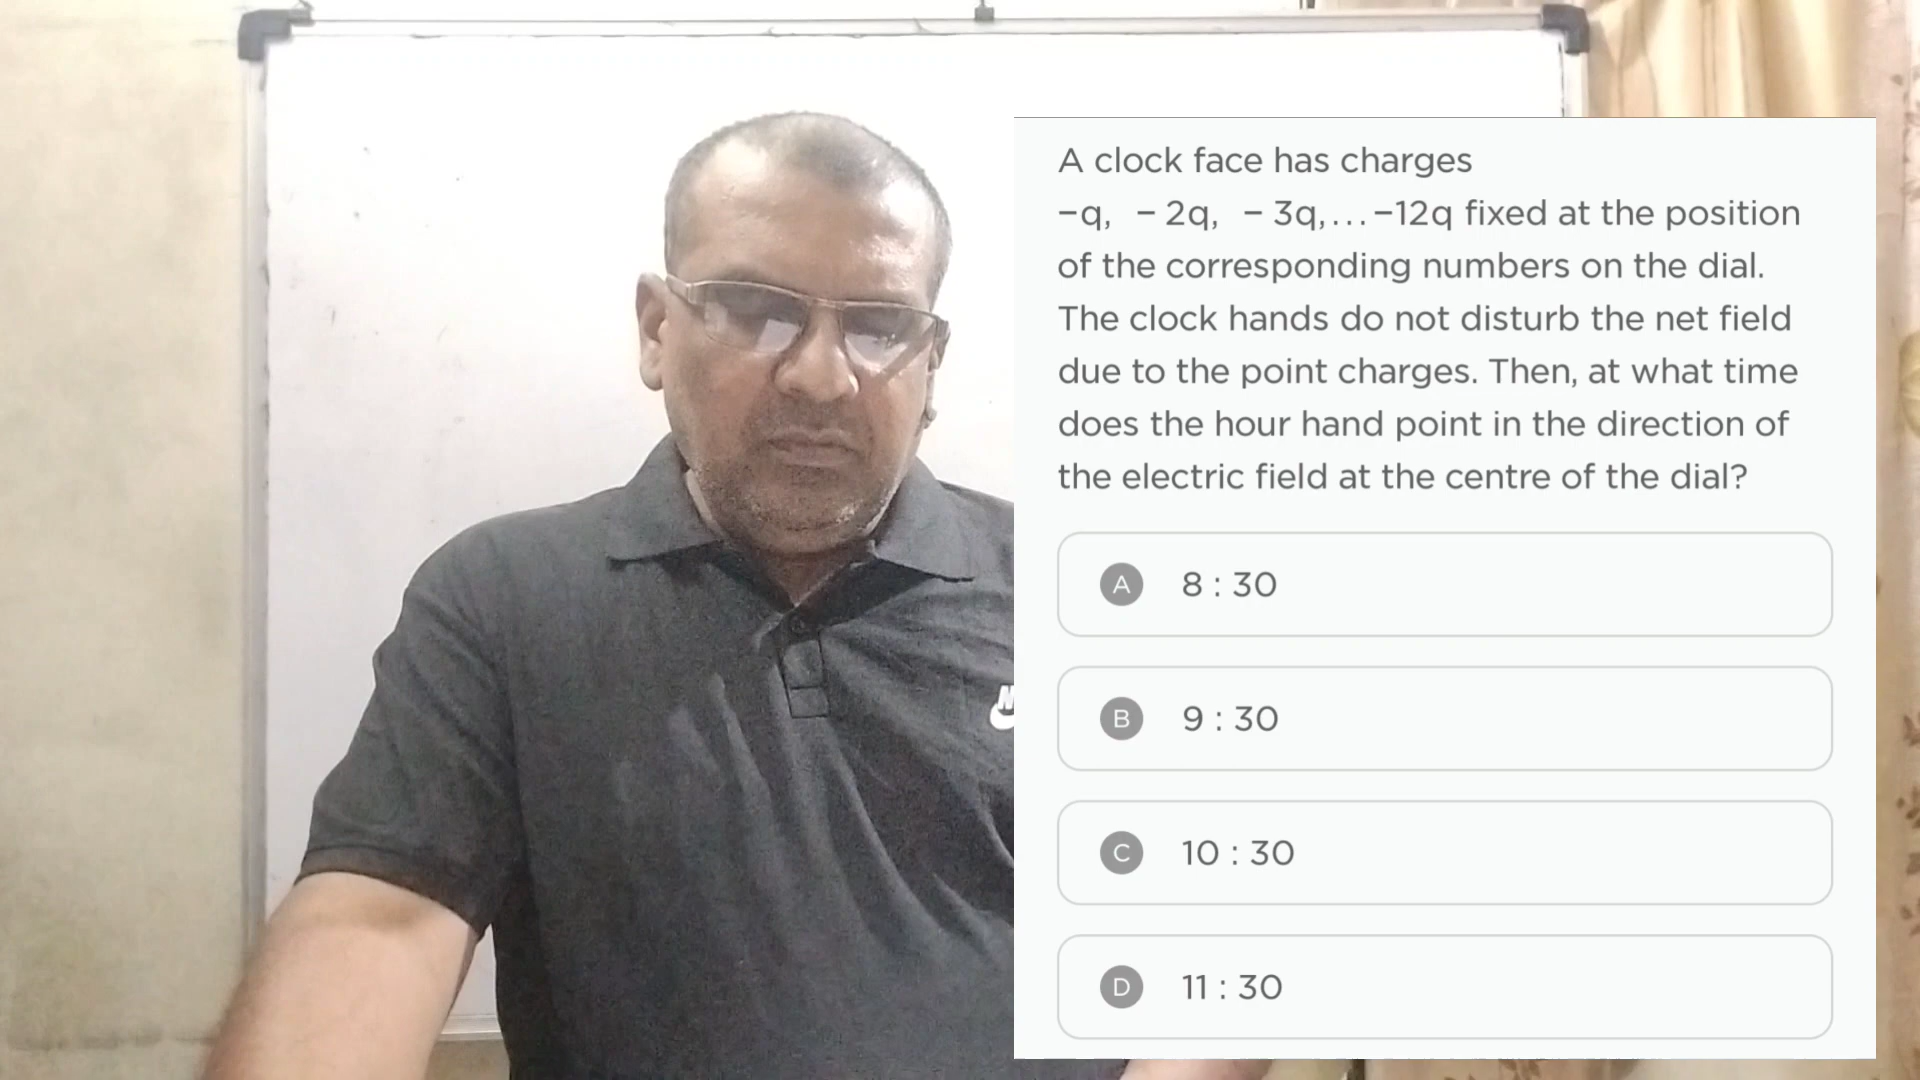 A clock face has charges
−q, − 2q, − 3q,...−12q fixed at the position
of the corresponding numbers on the dial.
The clock hands do not disturb the net field
due to the point charges. Then, at what time
does the hour hand point in the direction of
the electric field at the centre of the dial?
A 8 : 30
B 9 : 30
C 10 : 30
D 11 : 30